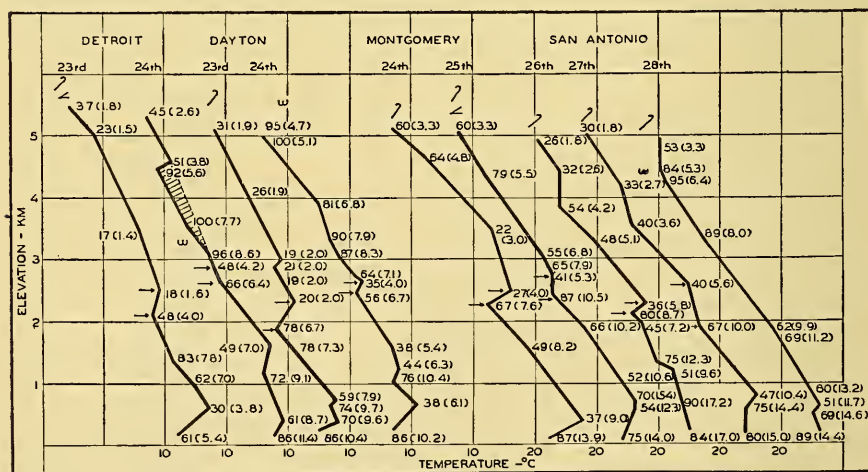 DETROIT DAYTON MONTGOMERY SAN ANTONIO
23rd 24th 23rd 24th 24th 25th 26th 27th 28th
37(1.8) 45(2.6) 31(1.9) 95(4.7) 60(3.3) 60(3.3) 26(1.8) 30(1.8)
5 23(1.5) 100(5.1) 53(3.3)
51(3.8) 64(4.8)
92(5.6) 79(5.5) 32(2.6) 84(5.3)
26(1.9) 33(2.7) 95(6.4)
4 81(6.8) 54(4.2)
100(7.7) 40(3.6)
17(1.4) 90(7.9) 22 48(5.1) 89(8.0)
(3.0)
3 96(8.6) 19(2.0) 87(8.3) 55(6.8)
48(4.2) 21(2.0) 65(7.9)
66(6.4) 19(2.0) 64(7.1) 41(5.3) 40(5.6)
35(4.0)
18(1.6) 20(2.0) 56(6.7) 27(4.0) 87(10.5) 36(5.8)
48(4.0) 67(7.6) 80(8.7)
2 78(6.7) 66(10.2) 45(7.2) 67(10.0) 62(9.9)
69(11.2)
83(7.8) 49(7.0) 78(7.3) 38(5.4) 49(8.2)
44(6.3) 75(12.3)
62(7.0) 72(9.1) 76(10.4) 52(10.6) 51(9.6)
1 60(13.2)
59(7.9) 47(10.4) 51(11.7)
30(3.8) 74(9.7) 38(6.1) 70(15.4) 90(17.2) 75(14.4) 69(14.6)
61(8.7) 70(9.6) 37(9.0) 54(12.3)
61(5.4) 86(11.4) 86(10.4) 86(10.2) 87(13.9) 75(14.0) 84(17.0) 80(15.0) 89(14.4)
10 10 10 10 10 20 20 20 20
TEMPERATURE -°C
ELEVATION - KM